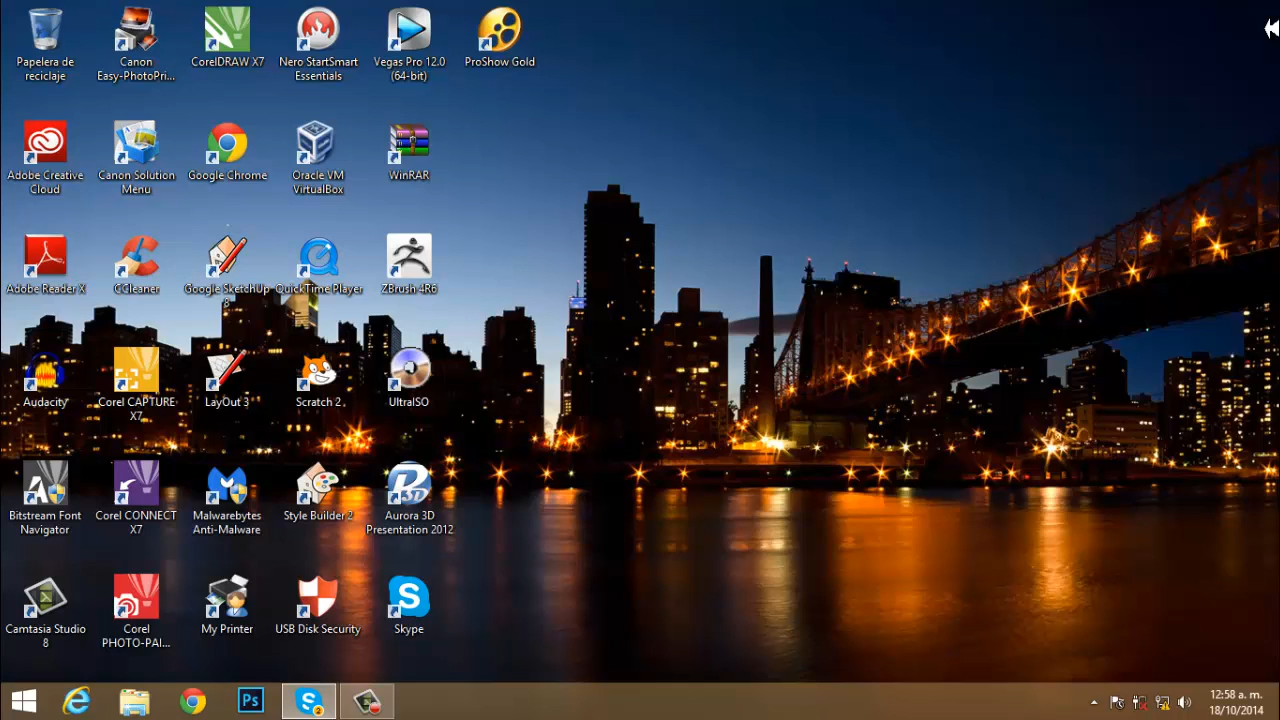 Papelera de
reciclaje
Canon
Easy-PhotoPri...
CorelDRAW X7
Nero StartSmart
Essentials
Vegas Pro 12.0
(64-bit)
ProShow Gold
Adobe Creative
Cloud
Canon Solution
Menu
Google Chrome
Oracle VM
VirtualBox
WinRAR
Adobe Reader X
CCleaner
Google SketchUp
8
QuickTime Player
ZBrush 4R6
Audacity
Corel CAPTURE
X7
LayOut 3
Scratch 2
UltraISO
Bitstream Font
Navigator
Corel CONNECT
X7
Malwarebytes
Anti-Malware
Style Builder 2
Aurora 3D
Presentation 2012
Camtasia Studio
8
Corel
PHOTO-PAI...
My Printer
USB Disk Security
Skype
Ps
2
12:58 a. m.
18/10/2014